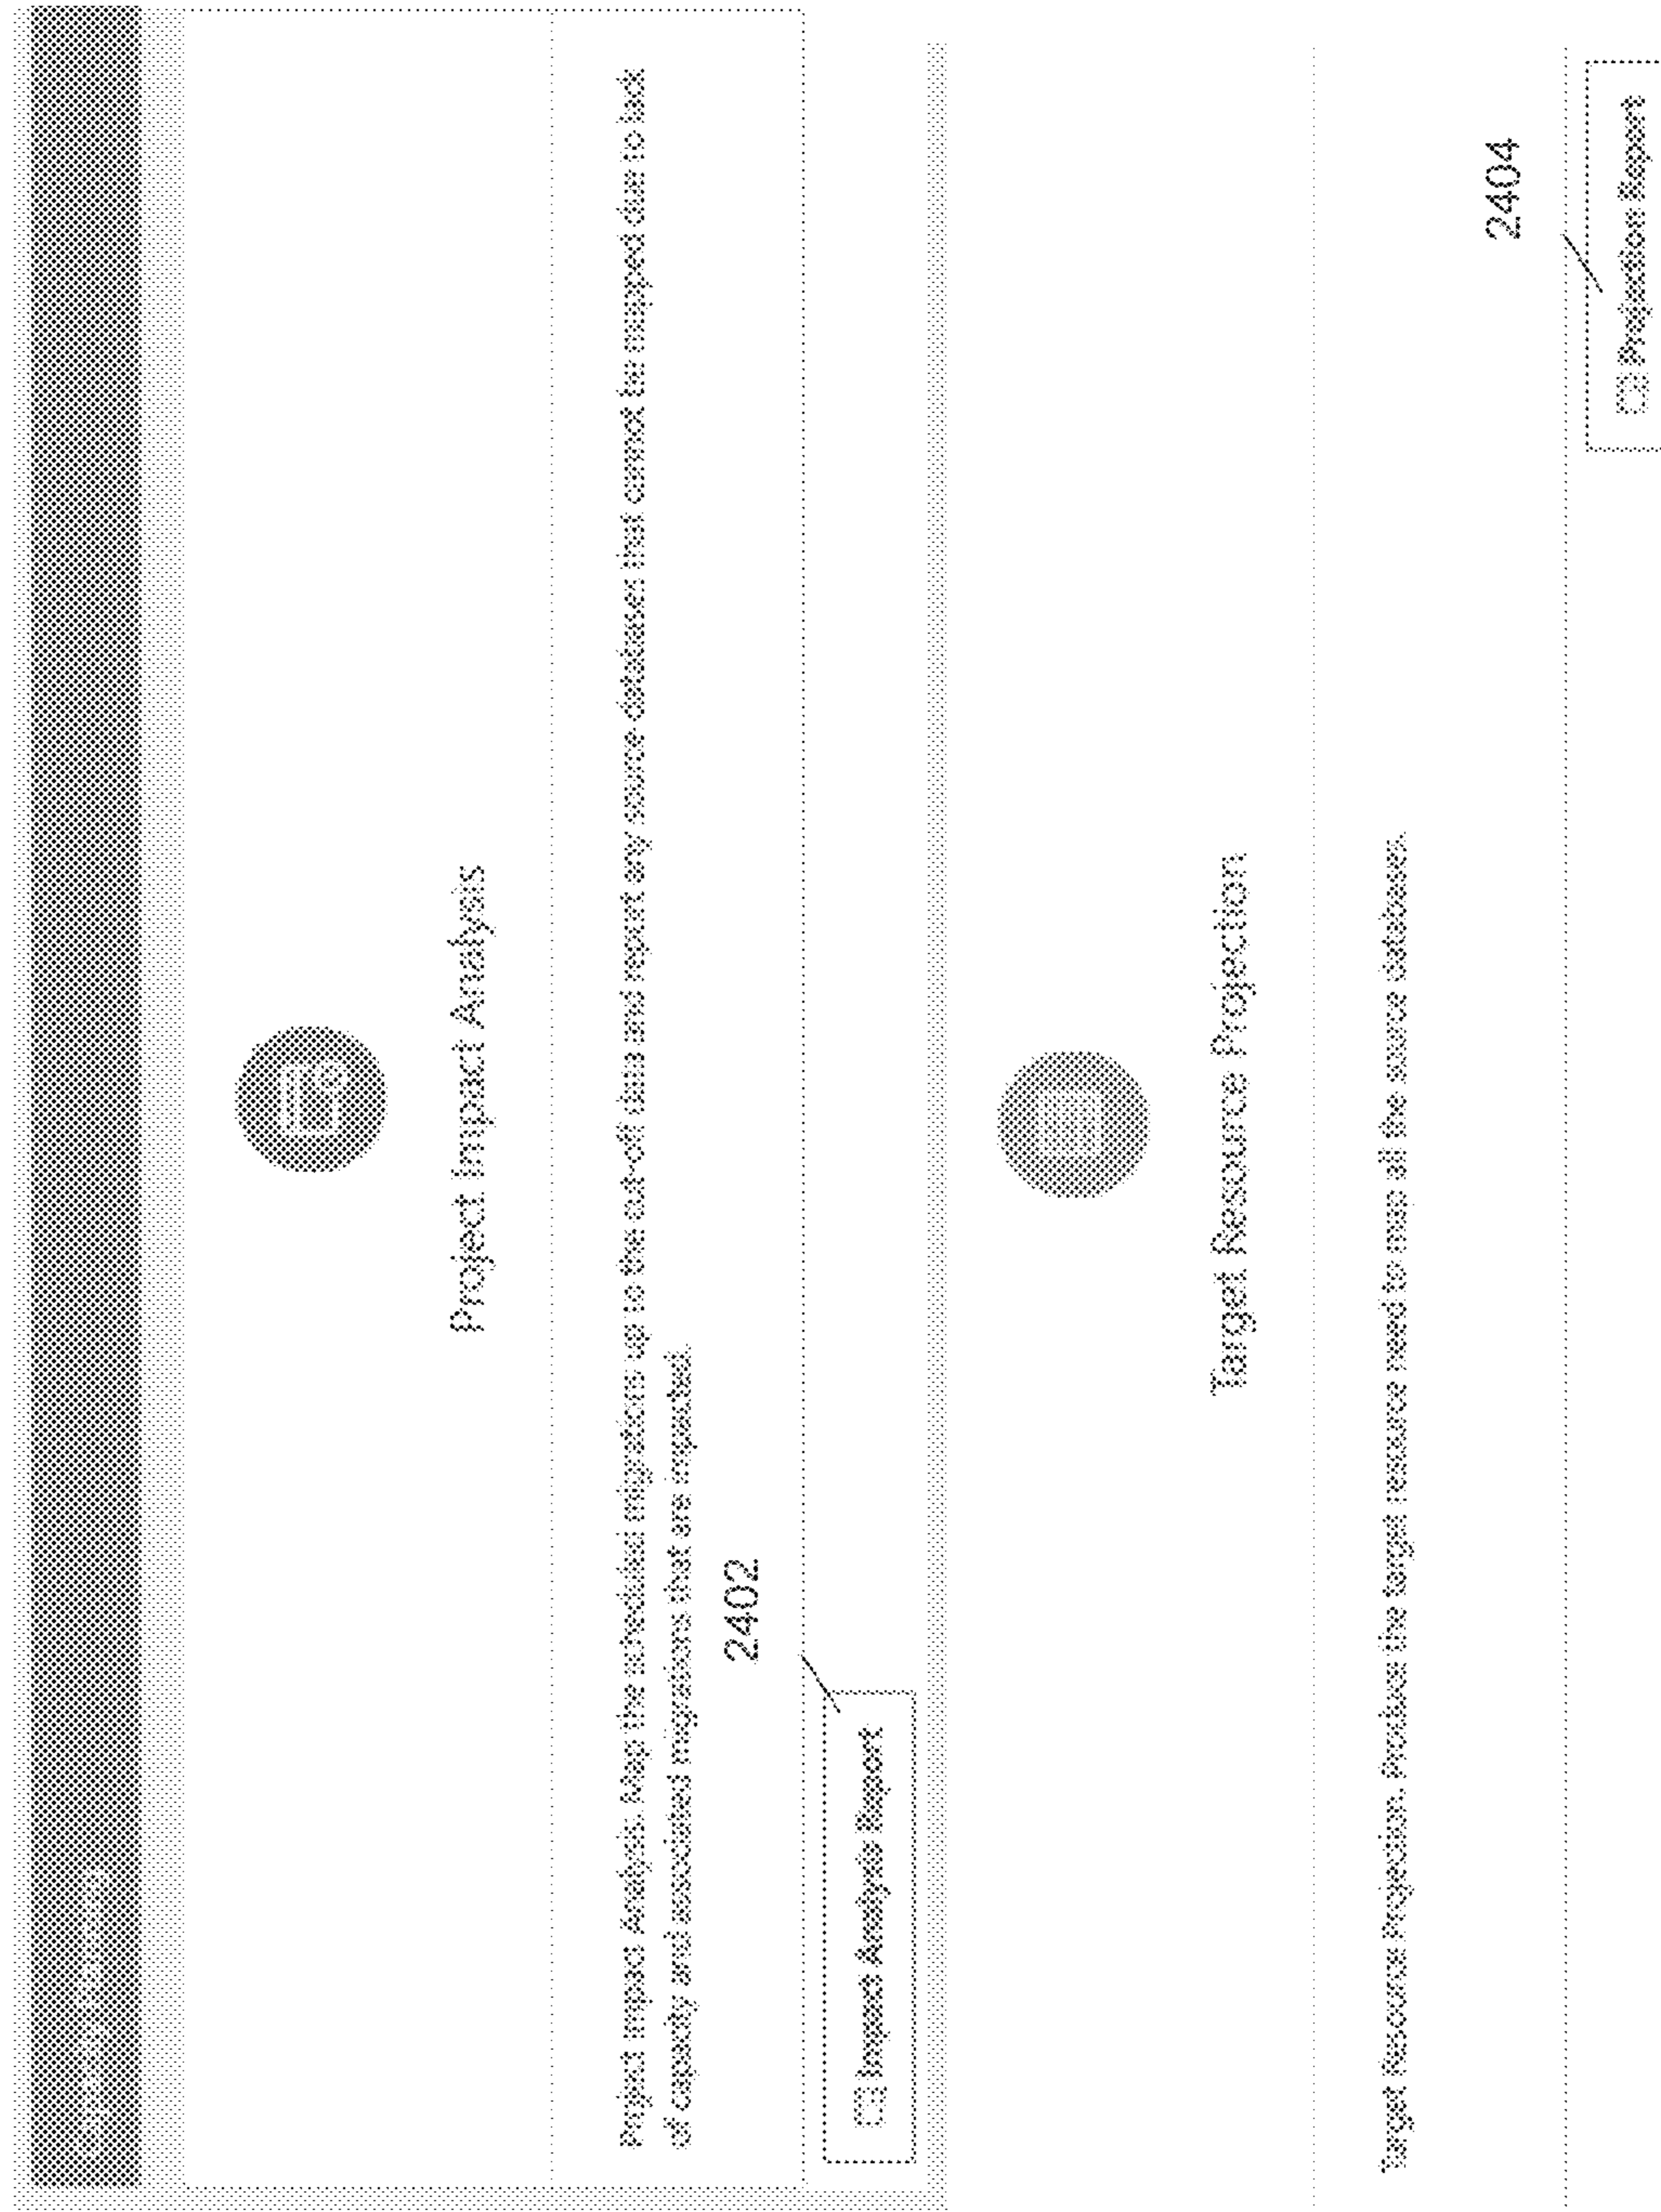 Project Impact Analysis
Project Impact Analysis. Map the scheduled migrations up to the cut-off date and report any source databases that cannot be mapped due to lack
of capacity and associated migrations that are impacted.
2402
Impact Analysis Report
Target Resource Projection
Target Resource Projection. Produce the target resource need to map all the source databases.
2404
Projection Report